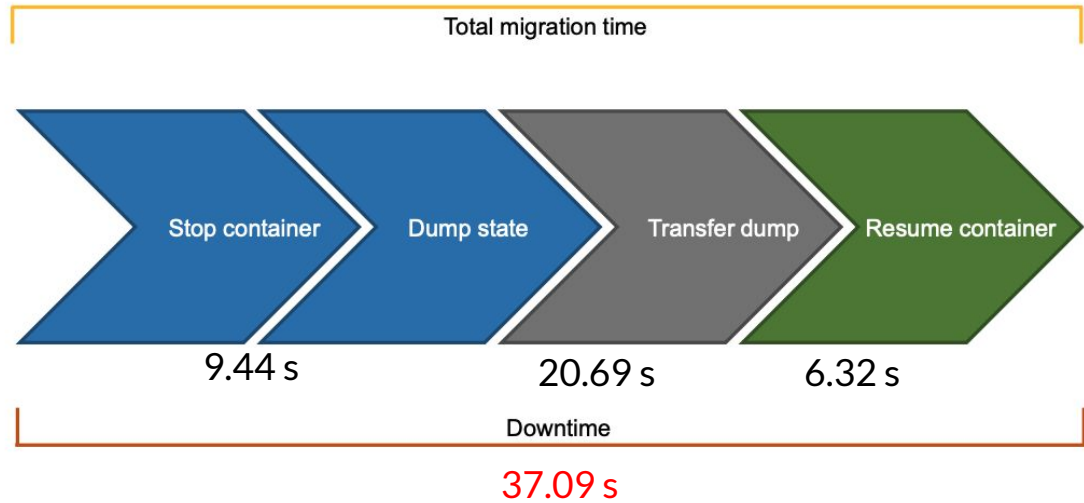 Total migration time
Stop container
Dump state
Transfer dump
Resume container
9.44 s
20.69 s
6.32 s
Downtime
37.09 s